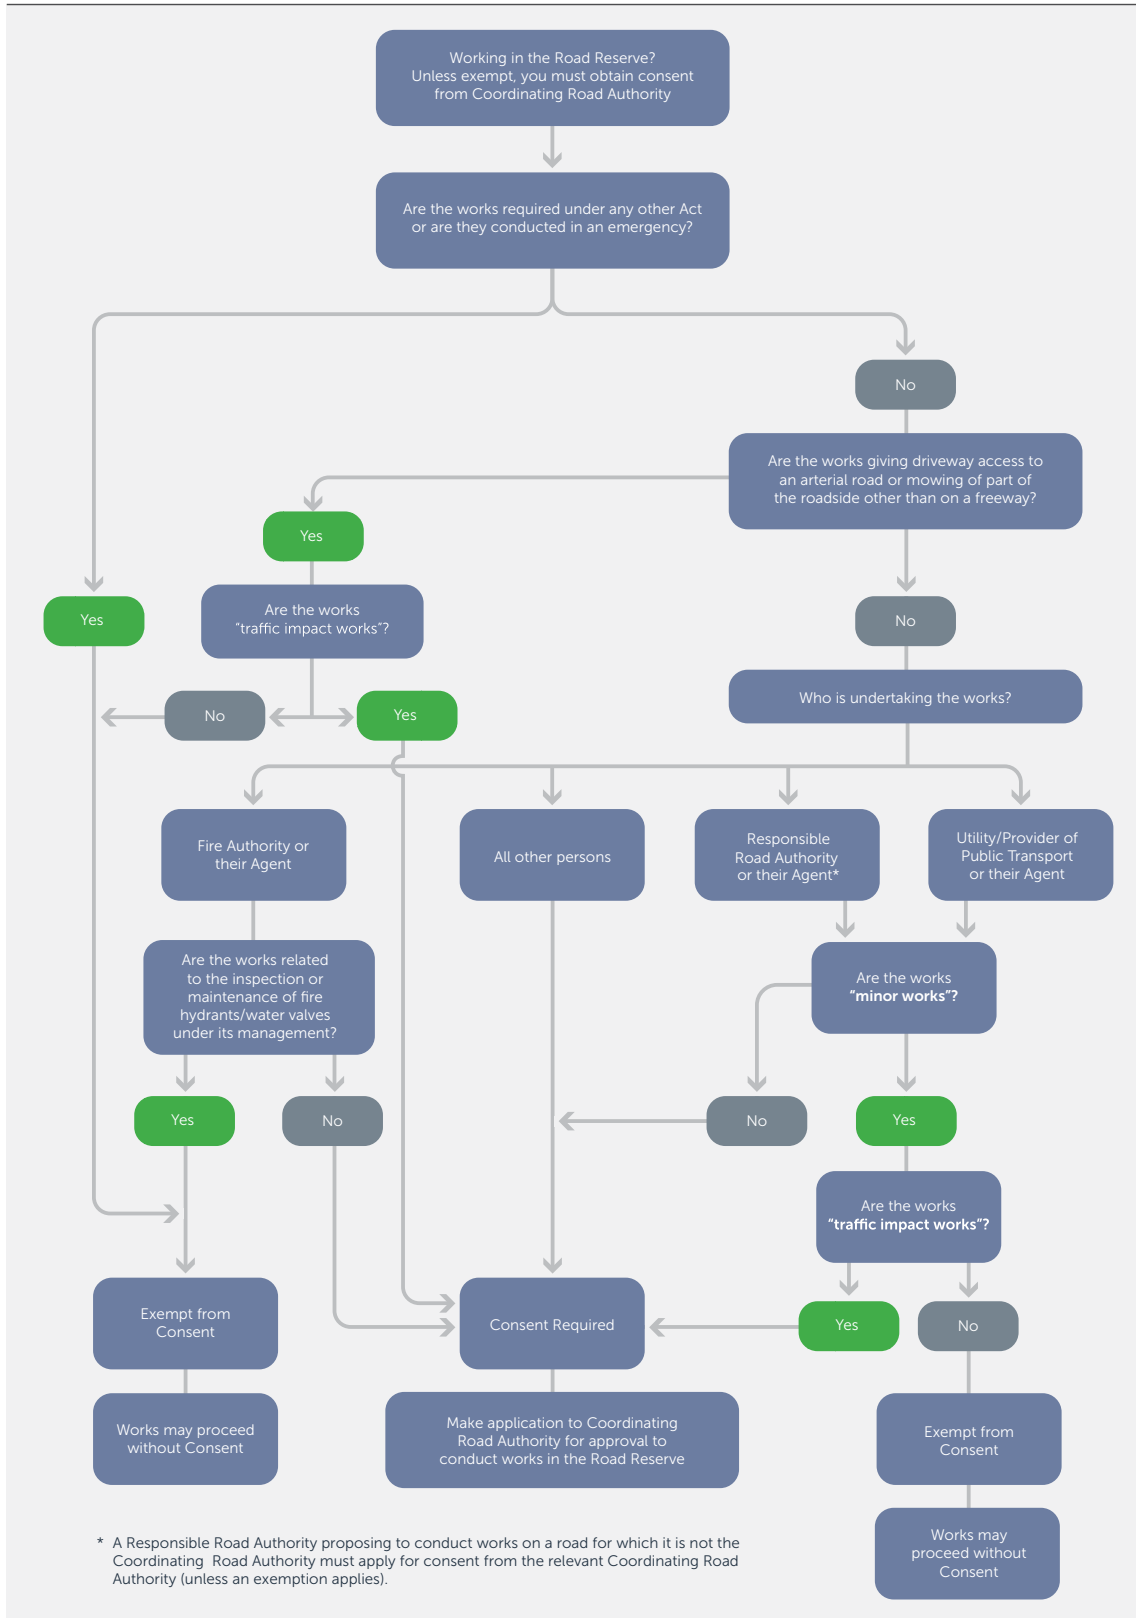 Working in the Road Reserve?
Unless exempt, you must obtain consent
from Coordinating Road Authority
Are the works required under any other Act
or are they conducted in an emergency?
No
Are the works giving driveway access to
an arterial road or mowing of part of
the roadside other than on a freeway?
Yes
Are the works
“traffic impact works”?
Yes
No
No
Yes
Who is undertaking the works?
Fire Authority or
their Agent
All other persons
Responsible
Road Authority
or their Agent*
Utility/Provider of
Public Transport
or their Agent
Are the works related
to the inspection or
maintenance of fire
hydrants/water valves
under its management?
Are the works
“minor works”?
Yes
No
No
Yes
Are the works
“traffic impact works”?
Exempt from
Consent
Consent Required
Yes
No
Works may proceed
without Consent
Make application to Coordinating
Road Authority for approval to
conduct works in the Road Reserve
Exempt from
Consent
Works may
proceed without
Consent
* A Responsible Road Authority proposing to conduct works on a road for which it is not the
Coordinating Road Authority must apply for consent from the relevant Coordinating Road
Authority (unless an exemption applies).